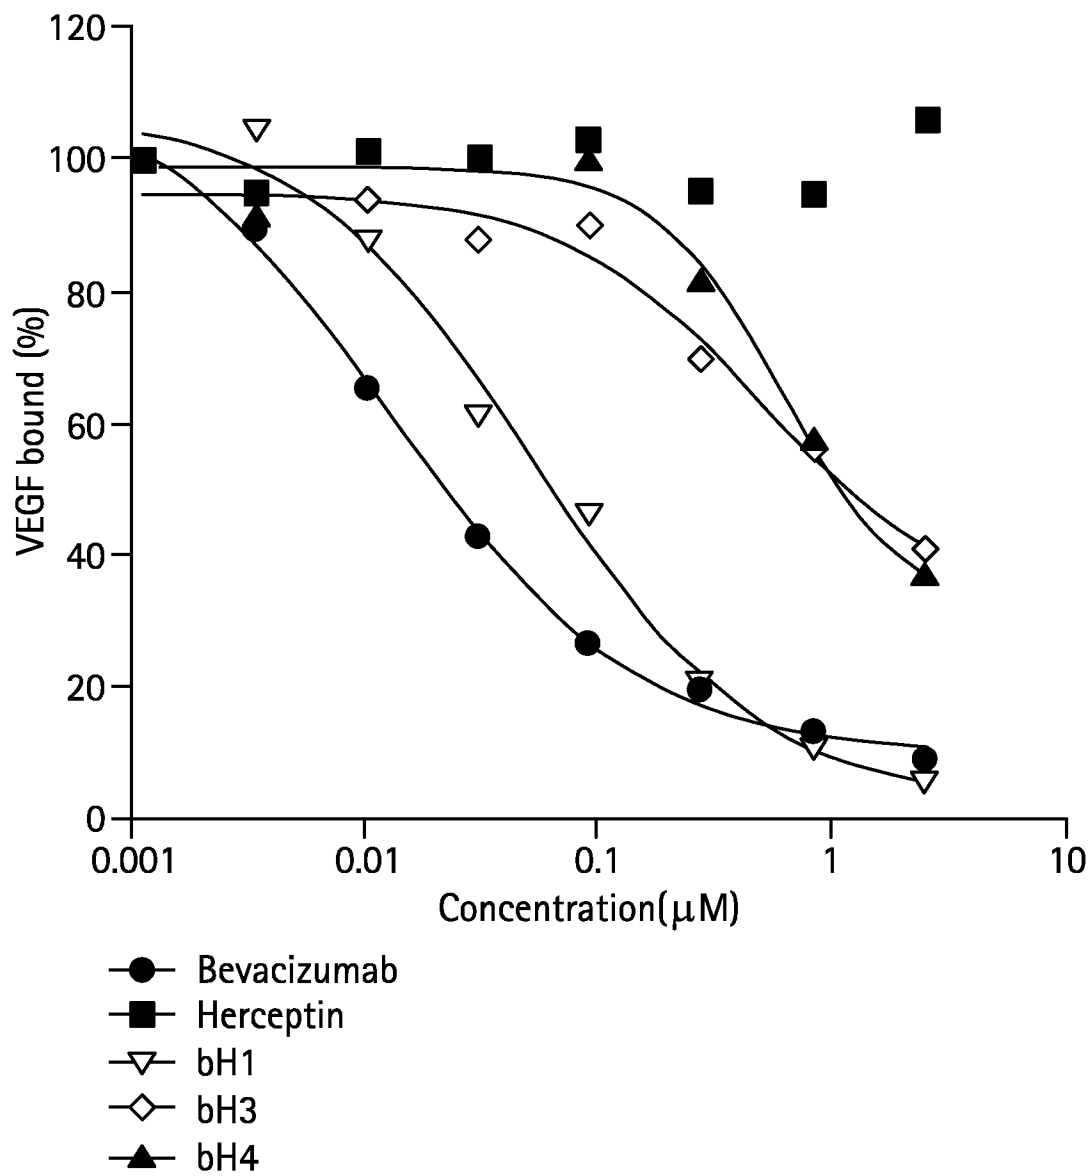 120
100
80
60
40
20
0
VEGF bound (%)
0.001 0.01 0.1 1 10
Concentration(μM)
Bevacizumab
Herceptin
bH1
bH3
bH4